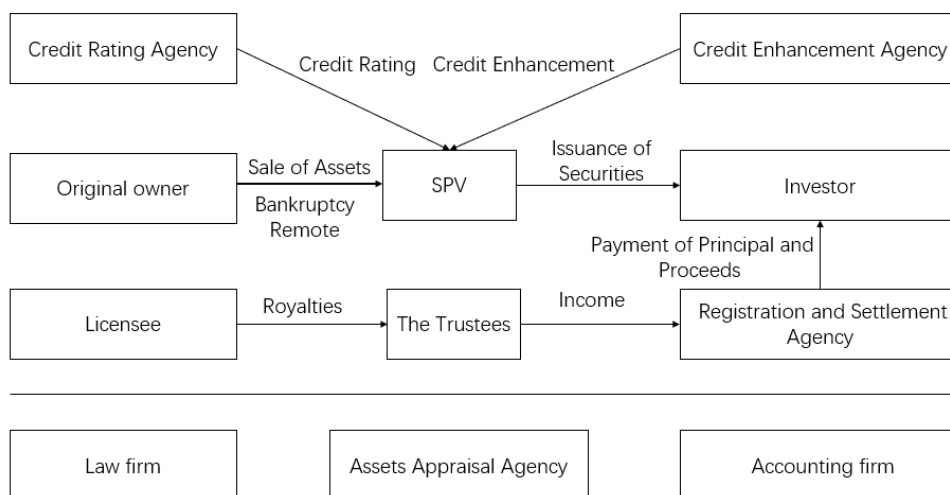 Credit Rating Agency
Credit Rating
Credit Enhancement
Credit Enhancement Agency
Original owner
Sale of Assets
Bankruptcy
Remote
SPV
Issuance of
Securities
Investor
Payment of Principal and
Proceeds
Licensee
Royalties
The Trustees
Income
Registration and Settlement
Agency
Law firm
Assets Appraisal Agency
Accounting firm